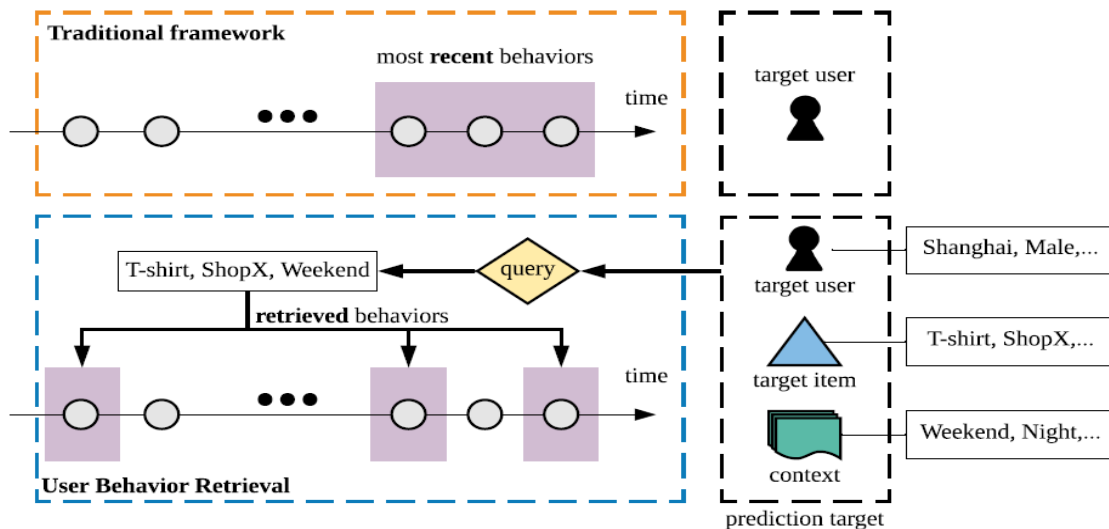 Traditional framework
most recent behaviors
time
target user
T-shirt, ShopX, Weekend
query
retrieved behaviors
time
User Behavior Retrieval
target user
Shanghai, Male,...
target item
T-shirt, ShopX,...
context
Weekend, Night,...
prediction target